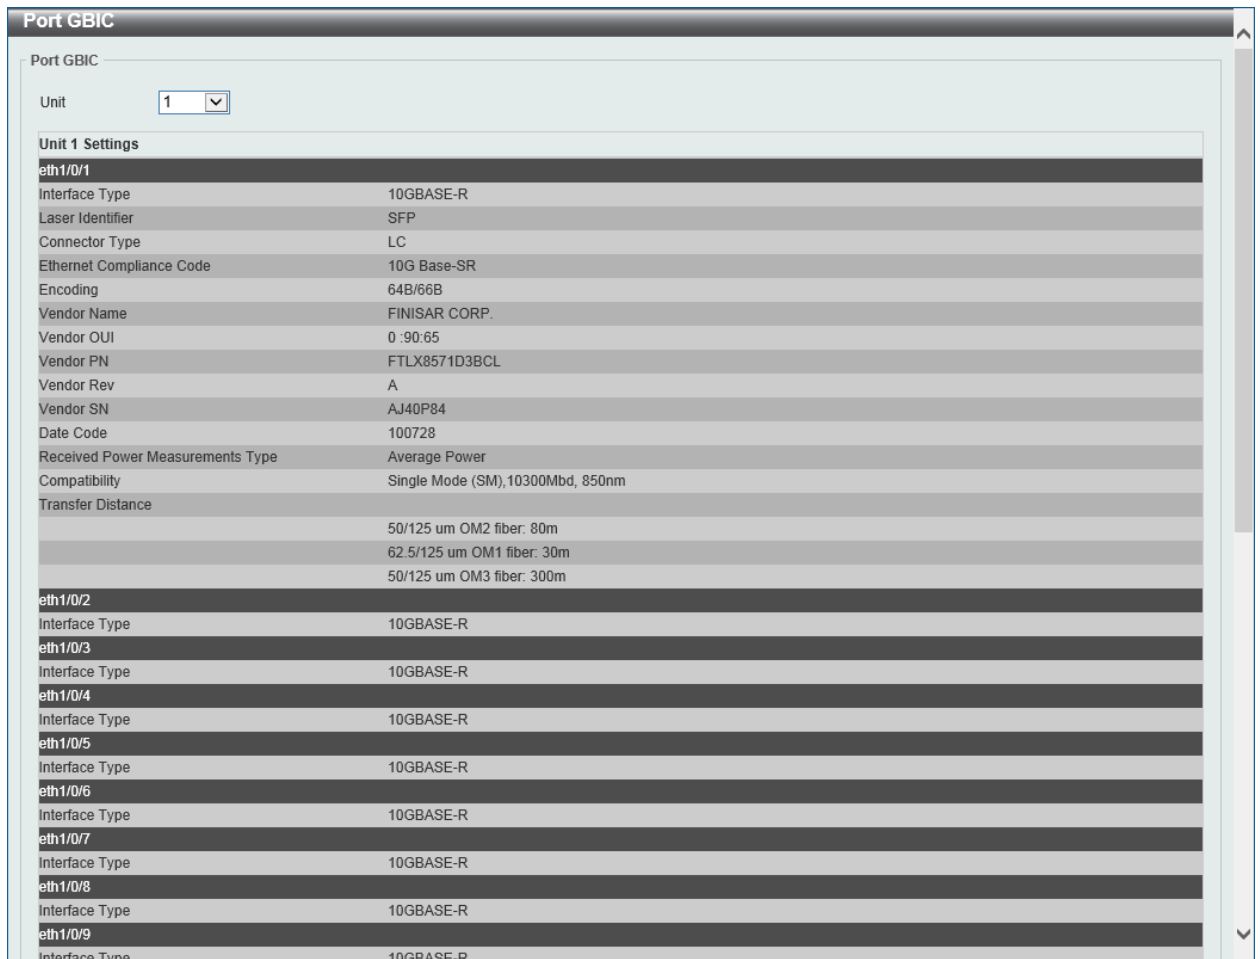 Port GBIC
Port GBIC
Unit 1
Unit 1 Settings
eth1/0/1
Interface Type 10GBASE-R
Laser Identifier SFP
Connector Type LC
Ethernet Compliance Code 10G Base-SR
Encoding 64B/66B
Vendor Name FINISAR CORP.
Vendor OUI 0 :90:65
Vendor PN FTLX8571D3BCL
Vendor Rev A
Vendor SN AJ40P84
Date Code 100728
Received Power Measurements Type Average Power
Compatibility Single Mode (SM),10300Mbd, 850nm
Transfer Distance
50/125 um OM2 fiber: 80m
62.5/125 um OM1 fiber: 30m
50/125 um OM3 fiber: 300m
eth1/0/2
Interface Type 10GBASE-R
eth1/0/3
Interface Type 10GBASE-R
eth1/0/4
Interface Type 10GBASE-R
eth1/0/5
Interface Type 10GBASE-R
eth1/0/6
Interface Type 10GBASE-R
eth1/0/7
Interface Type 10GBASE-R
eth1/0/8
Interface Type 10GBASE-R
eth1/0/9
Interface Type 10GBASE-R